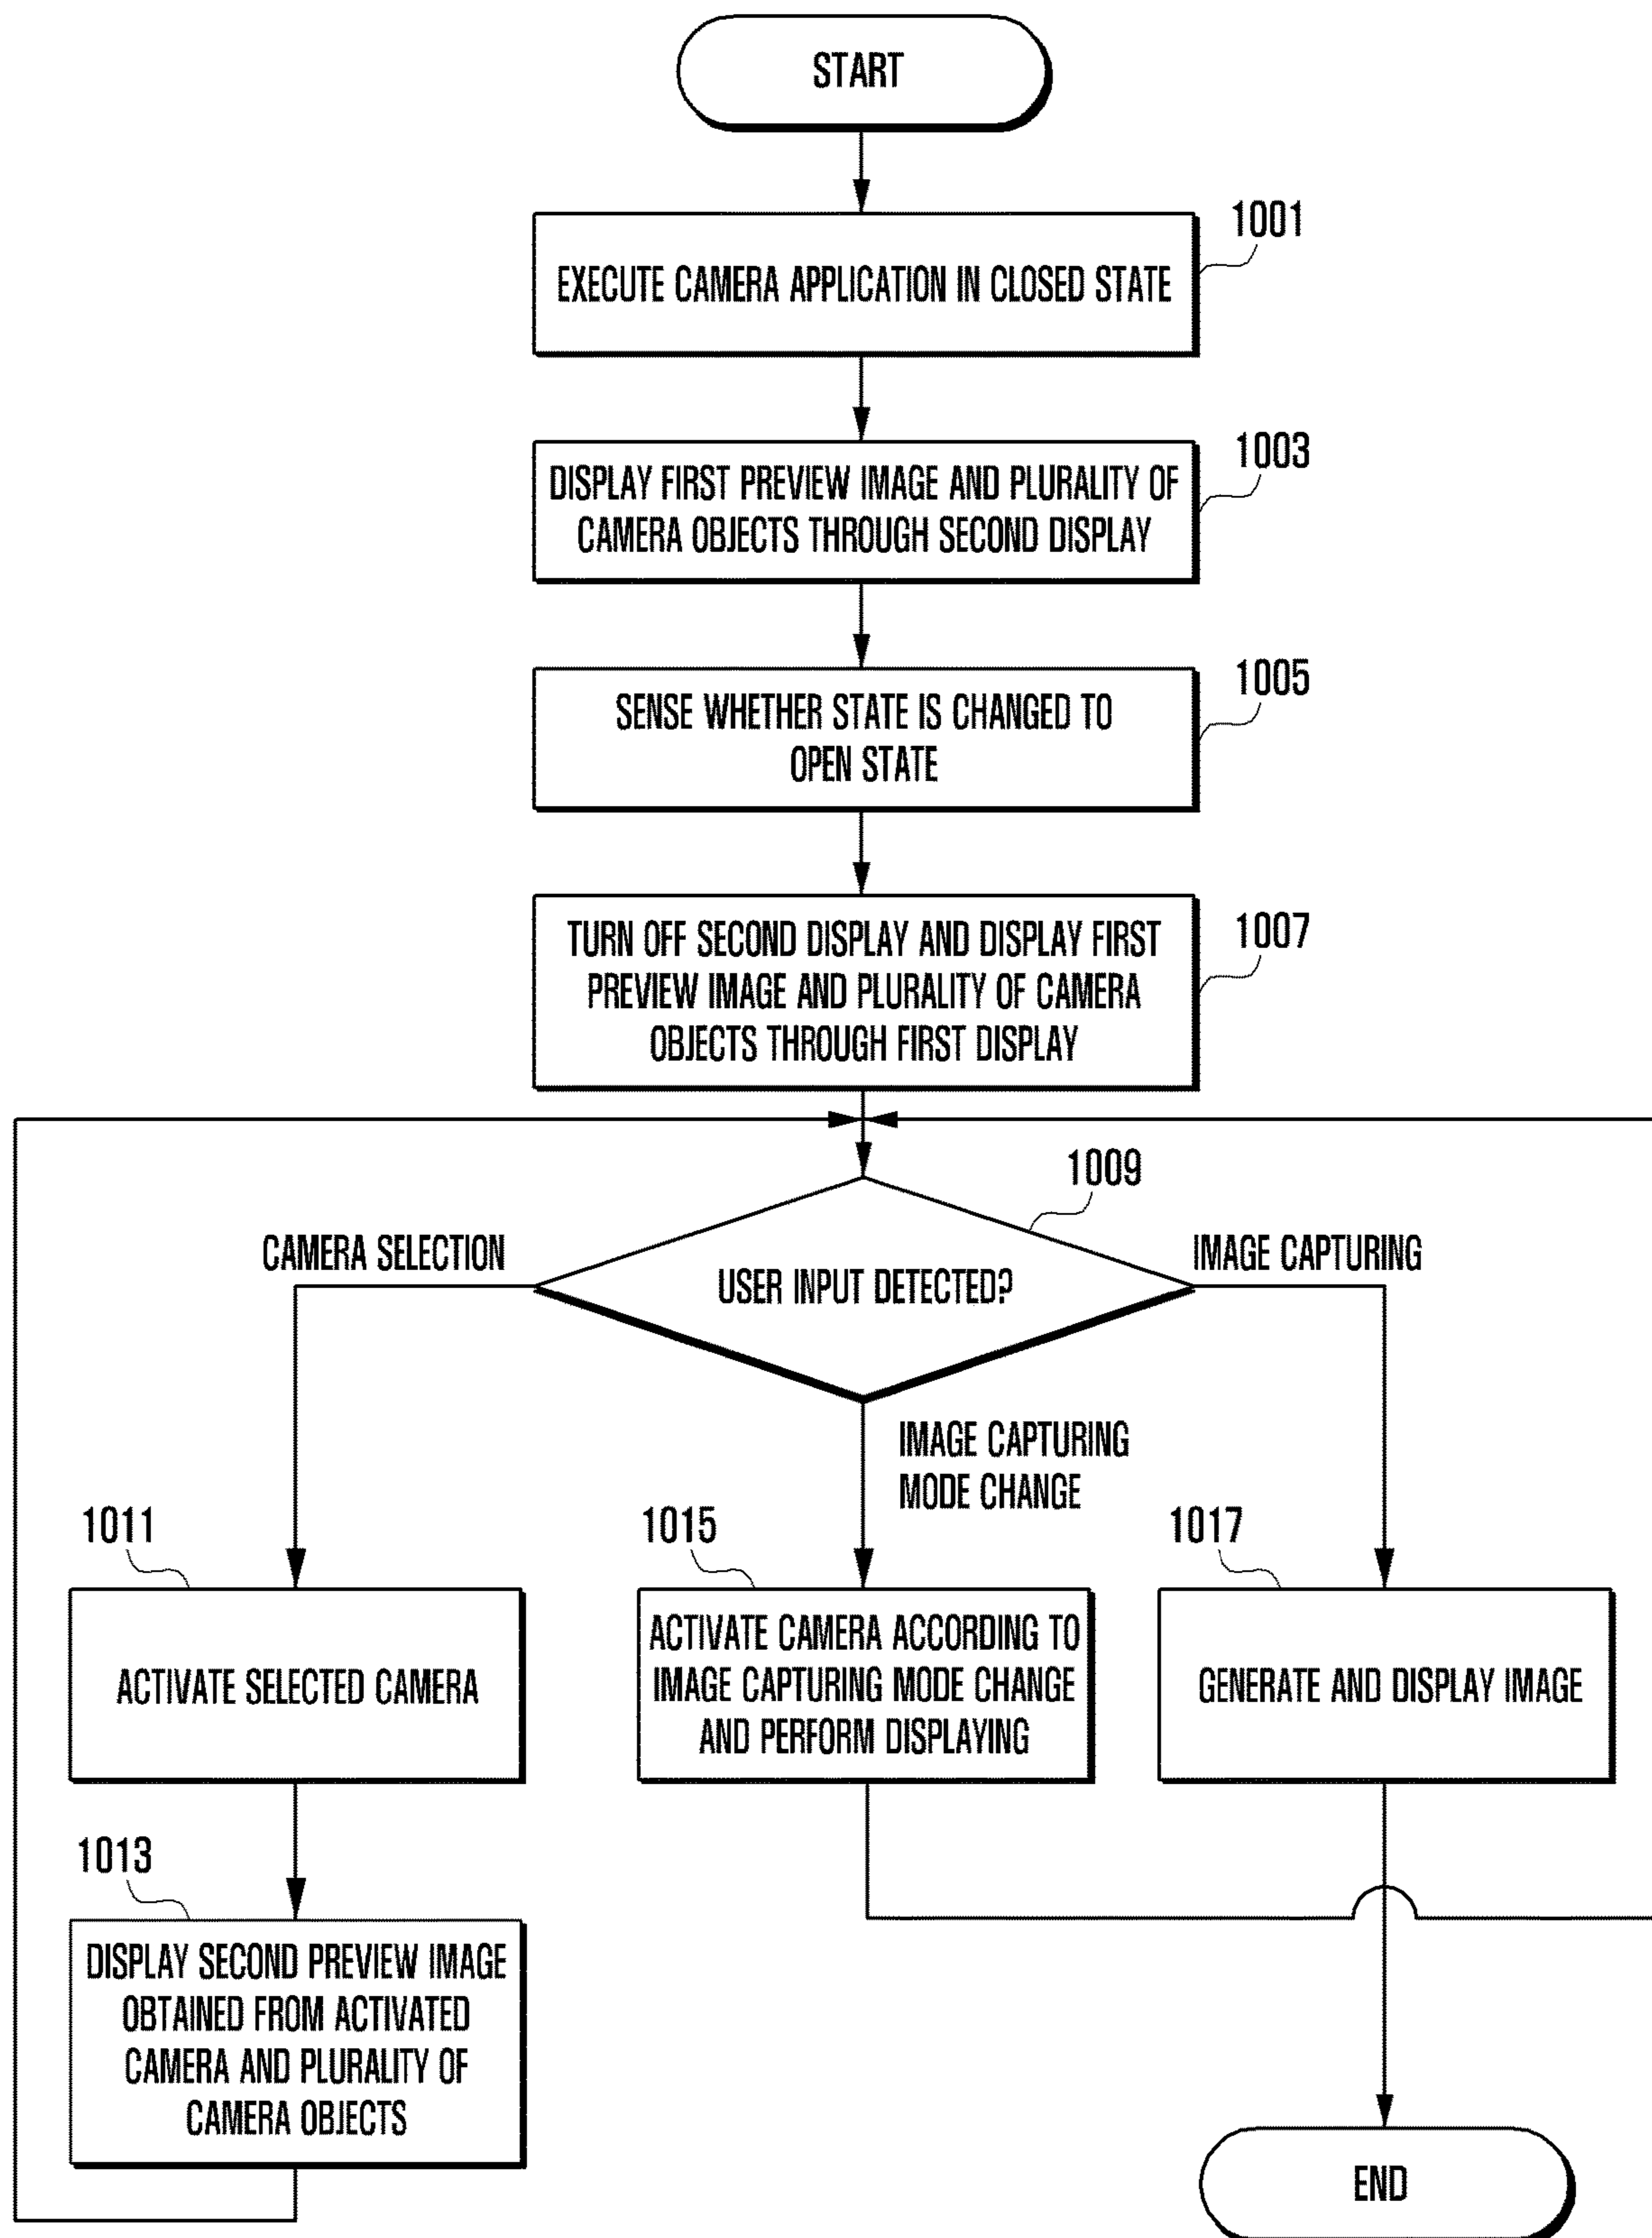 START
1001
EXECUTE CAMERA APPLICATION IN CLOSED STATE
1003
DISPLAY FIRST PREVIEW IMAGE AND PLURALITY OF
CAMERA OBJECTS THROUGH SECOND DISPLAY
1005
SENSE WHETHER STATE IS CHANGED TO
OPEN STATE
1007
TURN OFF SECOND DISPLAY AND DISPLAY FIRST
PREVIEW IMAGE AND PLURALITY OF CAMERA
OBJECTS THROUGH FIRST DISPLAY
1009
CAMERA SELECTION
USER INPUT DETECTED?
IMAGE CAPTURING
IMAGE CAPTURING
MODE CHANGE
1011
ACTIVATE SELECTED CAMERA
1015
ACTIVATE CAMERA ACCORDING TO
IMAGE CAPTURING MODE CHANGE
AND PERFORM DISPLAYING
1017
GENERATE AND DISPLAY IMAGE
1013
DISPLAY SECOND PREVIEW IMAGE
OBTAINED FROM ACTIVATED
CAMERA AND PLURALITY OF
CAMERA OBJECTS
END